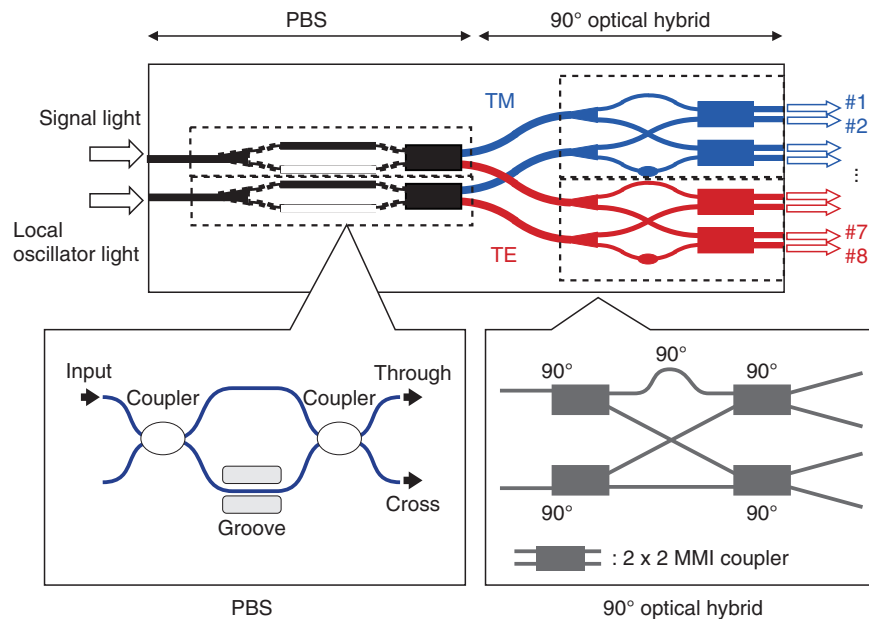 PBS
90° optical hybrid
Signal light
Local
oscillator light
TM
TE
#1
#2
...
#7
#8
Input
Coupler
Coupler
Through
Cross
Groove
PBS
90°
90°
90°
90°
90°
: 2 x 2 MMI coupler
90° optical hybrid